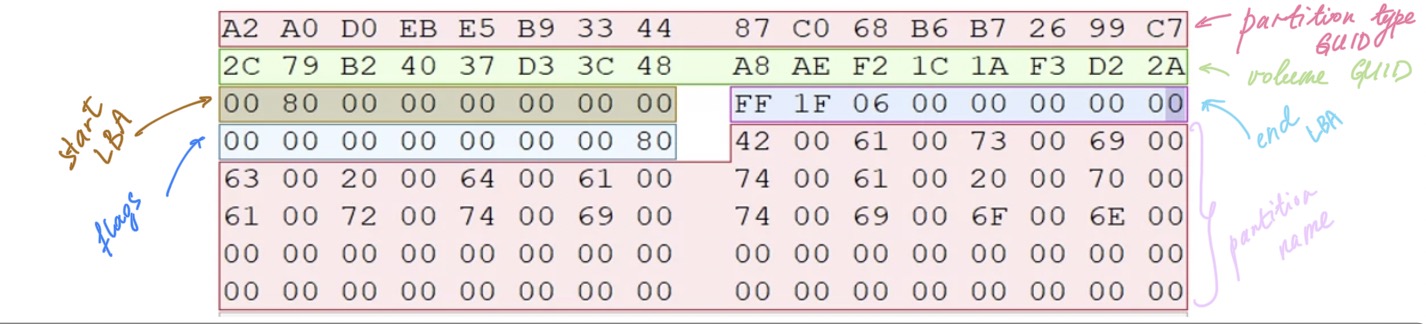 A2 A0 D0 EB E5 B9 33 44 87 C0 68 B6 B7 26 99 C7
2C 79 B2 40 37 D3 3C 48 A8 AE F2 1C 1A F3 D2 2A
00 80 00 00 00 00 00 00 FF 1F 06 00 00 00 00 00
00 00 00 00 00 00 00 80 42 00 61 00 73 00 69 00
63 00 20 00 64 00 61 00 74 00 61 00 20 00 70 00
61 00 72 00 74 00 69 00 74 00 69 00 6F 00 6E 00
00 00 00 00 00 00 00 00 00 00 00 00 00 00 00 00
00 00 00 00 00 00 00 00 00 00 00 00 00 00 00 00
partition type
GUID
volume GUID
start
LBA
end
LBA
flags
partition
name